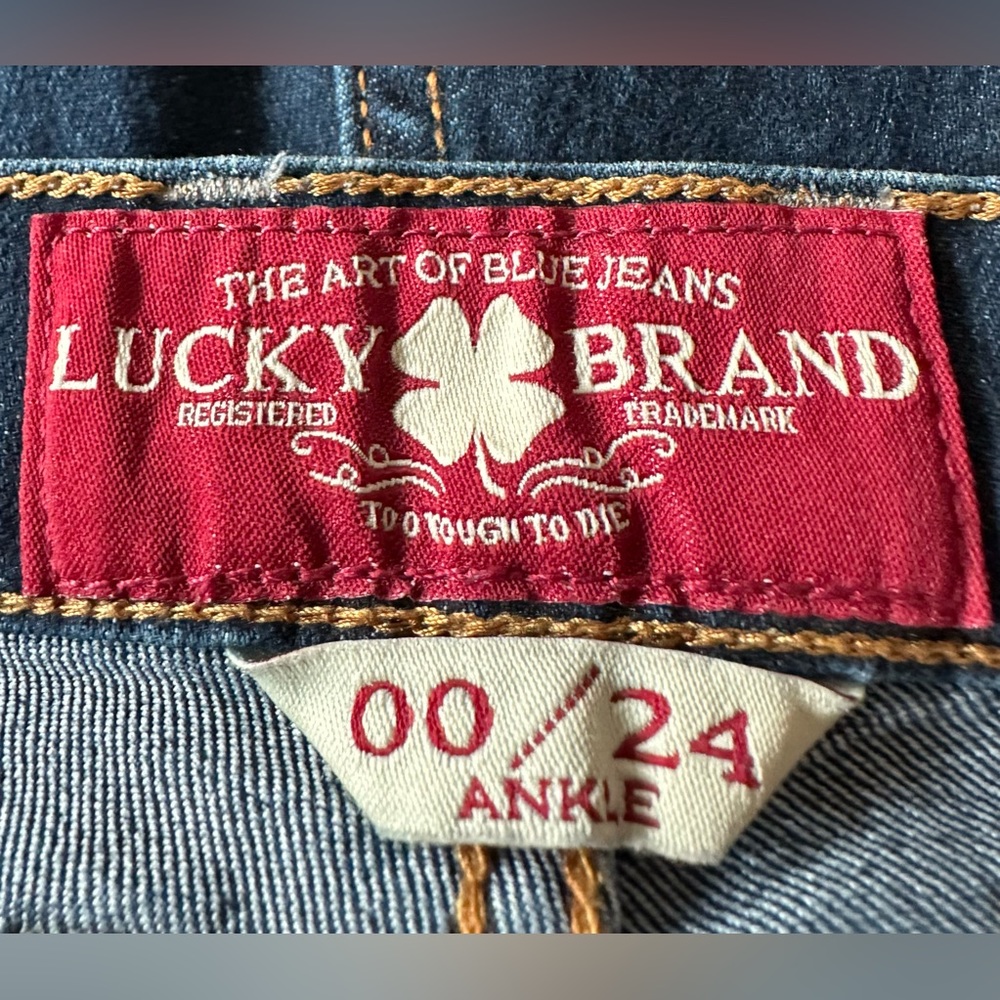 THE ART OF BLUE JEANS
LUCKY BRAND
REGISTERED TRADEMARK
TOO TOUGH TO DIE
00/24
ANKLE